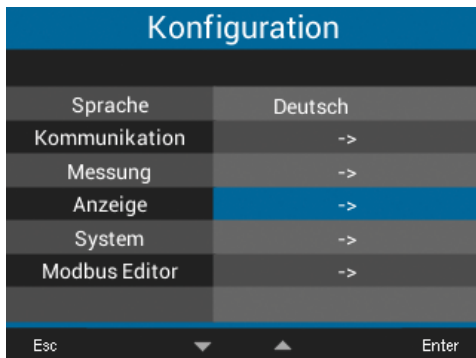 Konfiguration
Sprache Deutsch
Kommunikation ->
Messung ->
Anzeige ->
System ->
Modbus Editor ->
Esc Enter